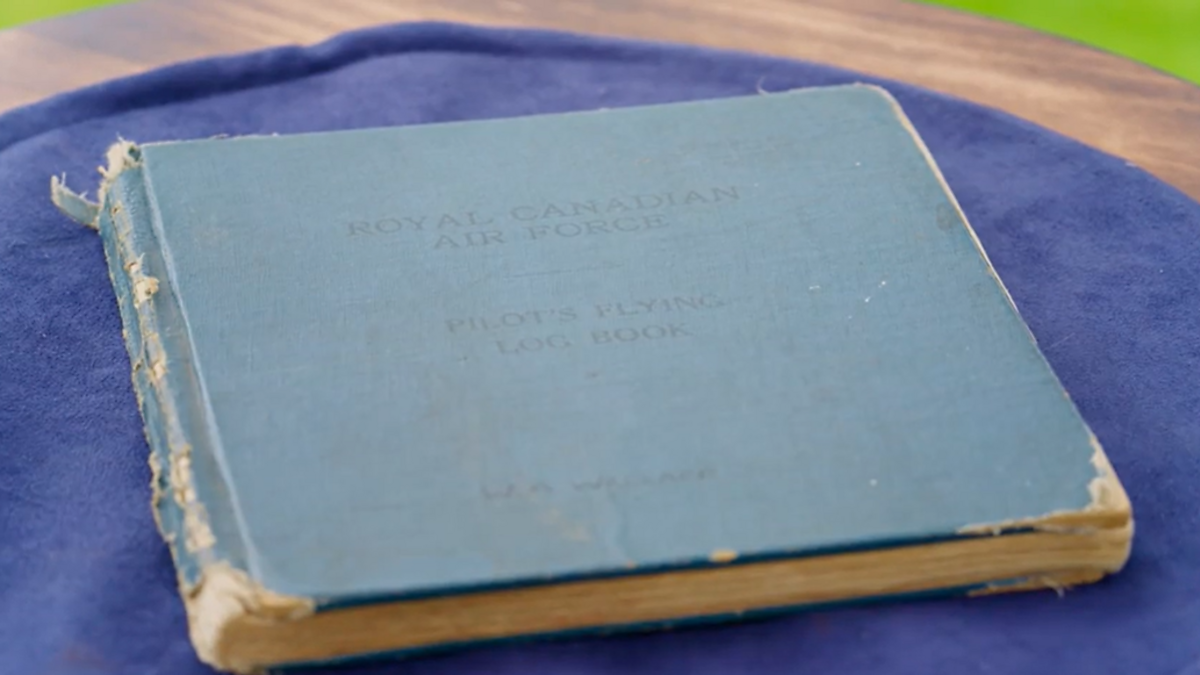 ROYAL CANADIAN
AIR FORCE
PILOT'S FLYING
LOG BOOK